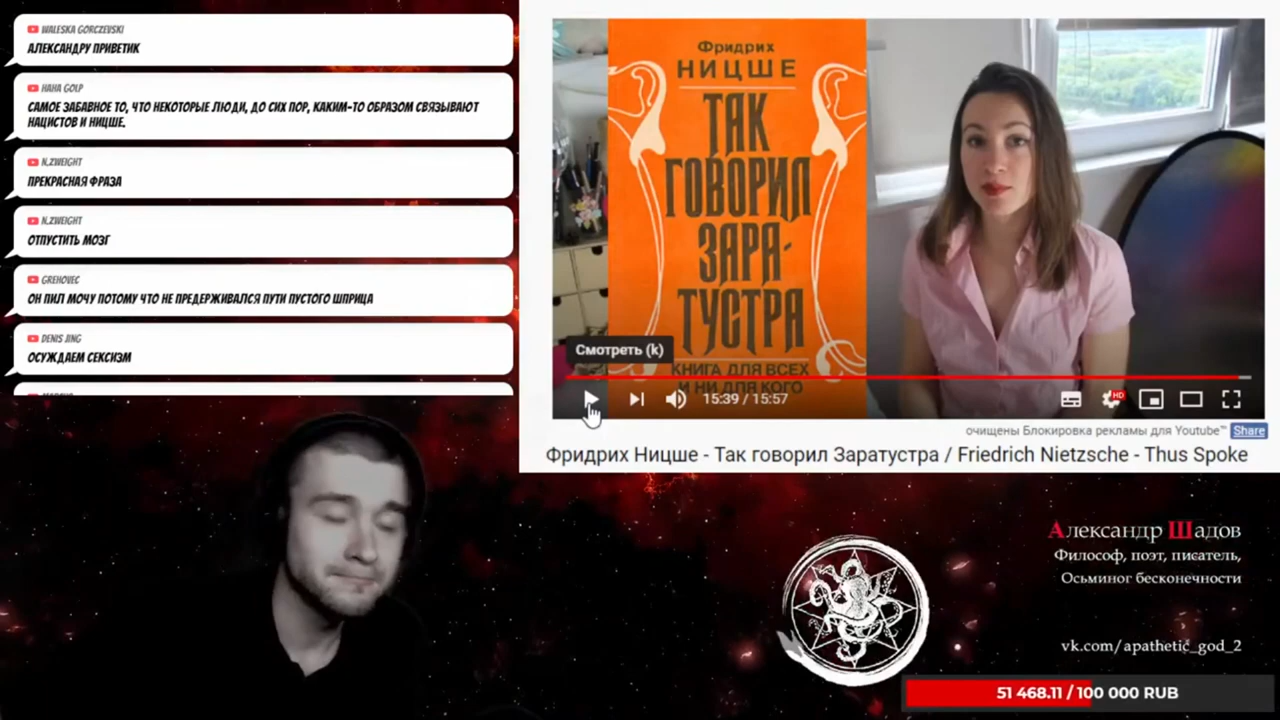 WALESKA GORCZEVSKI
АЛЕКСАНДРУ ПРИВЕТИК
НАНА GOLP
САМОЕ ЗАБАВНОЕ ТО, ЧТО НЕКОТОРЫЕ ЛЮДИ, ДО СИХ ПОР, КАКИМ-ТО ОБРАЗОМ СВЯЗЫВАЮТ
НАЦИСТОВ И НИЦШЕ.
N.ZWEIGHT
ПРЕКРАСНАЯ ФРАЗА
N.ZWEIGHT
ОТПУСТИТЬ МОЗГ
GREHOVEC
ОН ПИЛ МОЧУ ПОТОМУ ЧТО НЕ ПРЕДЕРЖИВАЛСЯ ПУТИ ПУСТОГО ШПРИЦА
DENIS JING
ОСУЖДАЕМ СЕКСИЗМ
Фридрих
НИЦШЕ
ТАК
ГОВОРИЛ
ЗАРА-
ТУСТРА
КНИГА ДЛЯ ВСЕХ
И НИ ДЛЯ КОГО
Смотреть (k)
15:39 / 15:57
HD
очищены Блокировка рекламы для Youtube™ Share
Фридрих Ницше - Так говорил Заратустра / Friedrich Nietzsche - Thus Spoke
Александр Шадов
Философ, поэт, писатель,
Осьминог бесконечности
vk.com/apathetic_god_2
51 468.11 / 100 000 RUB